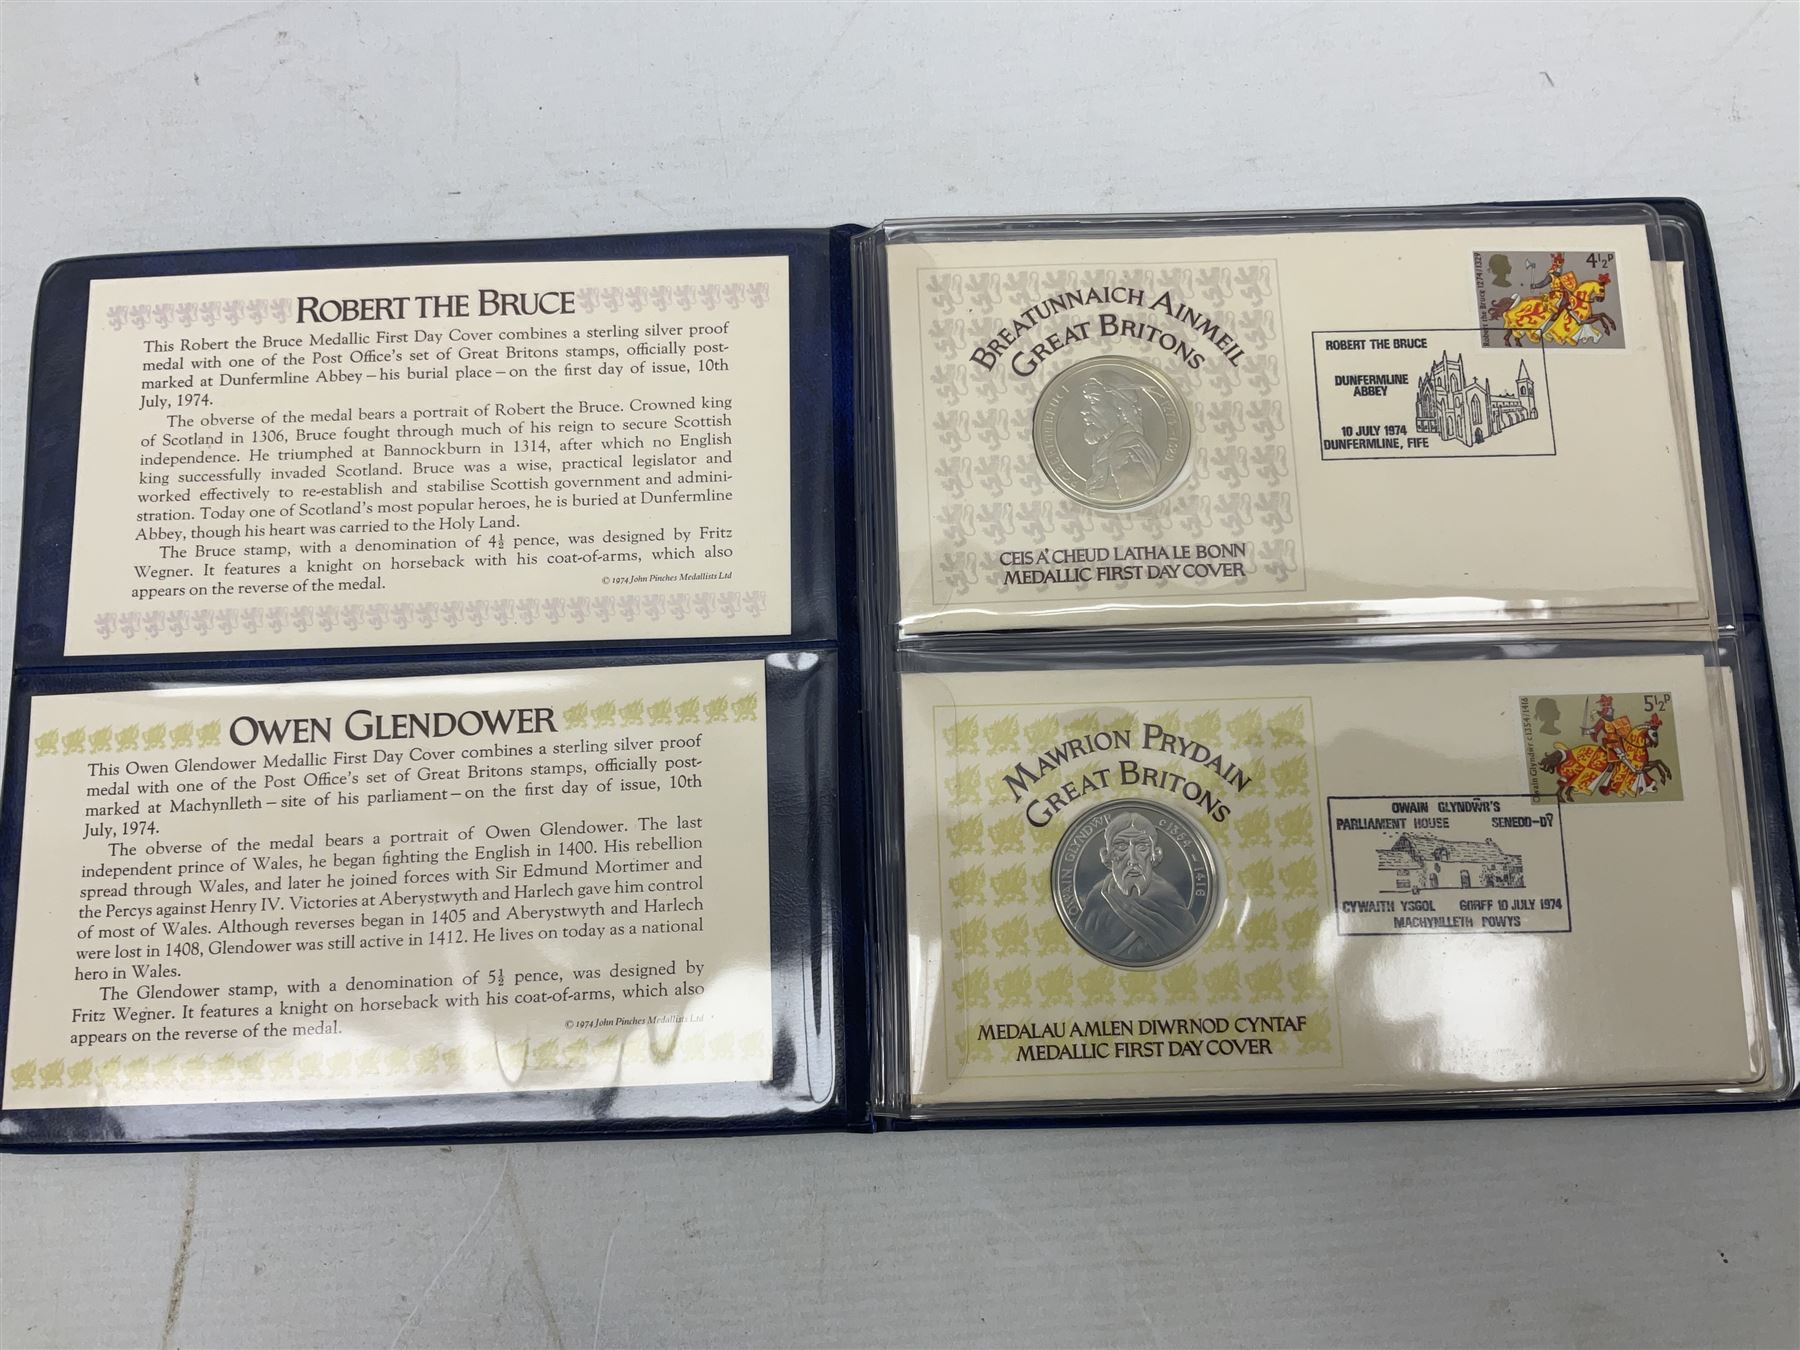 ROBERT THE BRUCE
This Robert the Bruce Medallic First Day Cover combines a sterling silver proof
medal with one of the Post Office's set of Great Britons stamps, officially post-
marked at Dunfermline Abbey – his burial place – on the first day of issue, 10th
July, 1974.
The obverse of the medal bears a portrait of Robert the Bruce. Crowned king
of Scotland in 1306, Bruce fought through much of his reign to secure Scottish
independence. He triumphed at Bannockburn in 1314, after which no English
king successfully invaded Scotland. Bruce was a wise, practical legislator and
worked effectively to re-establish and stabilise Scottish government and admini-
stration. Today one of Scotland's most popular heroes, he is buried at Dunfermline
Abbey, though his heart was carried to the Holy Land.
The Bruce stamp, with a denomination of 4½ pence, was designed by Fritz
Wegner. It features a knight on horseback with his coat-of-arms, which also
appears on the reverse of the medal.
© 1974 John Pinches Medallists Ltd
OWEN GLENDOWER
This Owen Glendower Medallic First Day Cover combines a sterling silver proof
medal with one of the Post Office's set of Great Britons stamps, officially post-
marked at Machynlleth – site of his parliament – on the first day of issue, 10th
July, 1974.
The obverse of the medal bears a portrait of Owen Glendower. The last
independent prince of Wales, he began fighting the English in 1400. His rebellion
spread through Wales, and later he joined forces with Sir Edmund Mortimer and
the Percys against Henry IV. Victories at Aberystwyth and Harlech gave him control
of most of Wales. Although reverses began in 1405 and Aberystwyth and Harlech
were lost in 1408, Glendower was still active in 1412. He lives on today as a national
hero in Wales.
The Glendower stamp, with a denomination of 5½ pence, was designed by
Fritz Wegner. It features a knight on horseback with his coat-of-arms, which also
appears on the reverse of the medal.
© 1974 John Pinches Medallists Ltd
BREATUNNAICH AINMEIL
GREAT BRITONS
CEIS A' CHEUD LATHA LE BONN
MEDALLIC FIRST DAY COVER
4½P
Robert the Bruce 1274/1329
ROBERT THE BRUCE
DUNFERMLINE
ABBEY
10 JULY 1974
DUNFERMLINE, FIFE
MAWRION PRYDAIN
GREAT BRITONS
OWAIN GLYNDŴR c1354-1416
MEDALAU AMLEN DIWRNOD CYNTAF
MEDALLIC FIRST DAY COVER
5½P
Owain Glyndwr c1354/1416
OWAIN GLYNDŴR'S
PARLIAMENT HOUSE SENEDD-DŶ
CYWAITH YSGOL GORFF 10 JULY 1974
MACHYNLLETH POWYS